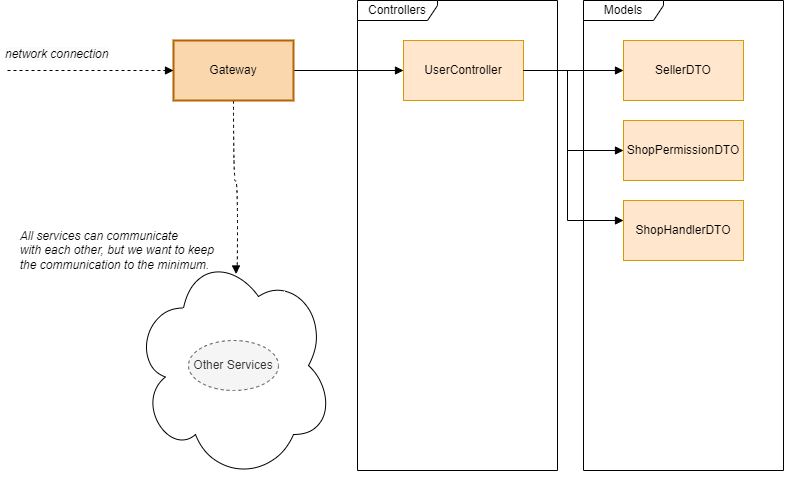 Controllers
Models
network connection
Gateway
UserController
SellerDTO
ShopPermissionDTO
ShopHandlerDTO
All services can communicate
with each other, but we want to keep
the communication to the minimum.
Other Services